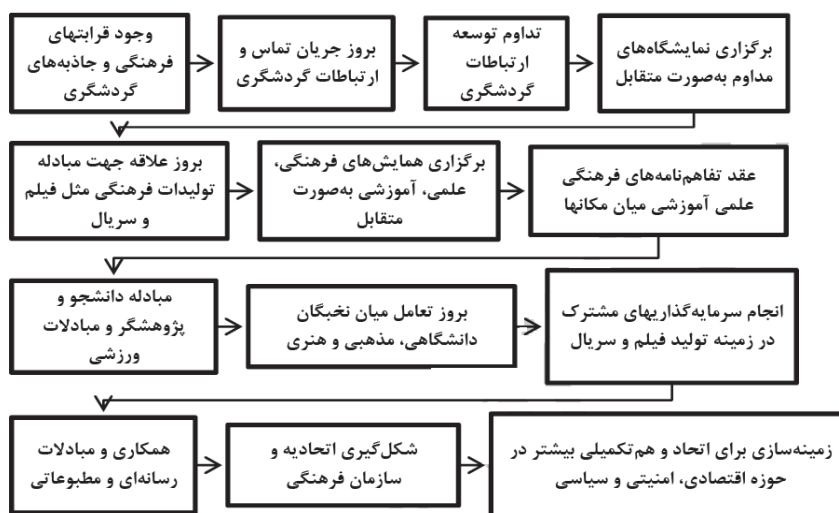 وجود قرابتهای
فرهنگی و جاذبه‌های
گردشگری
بروز جریان تماس و
ارتباطات گردشگری
تداوم توسعه
ارتباطات
گردشگری
برگزاری نمایشگاه‌های
مداوم به‌صورت متقابل
بروز علاقه جهت مبادله
تولیدات فرهنگی مثل فیلم
و سریال
برگزاری همایش‌های فرهنگی،
علمی، آموزشی به‌صورت
متقابل
عقد تفاهم‌نامه‌های فرهنگی
علمی آموزشی میان مکانها
مبادله دانشجو و
پژوهشگر و مبادلات
ورزشی
بروز تعامل میان نخبگان
دانشگاهی، مذهبی و هنری
انجام سرمایه‌گذاریهای مشترک
در زمینه تولید فیلم و سریال
همکاری و مبادلات
رسانه‌ای و مطبوعاتی
شکل‌گیری اتحادیه و
سازمان فرهنگی
زمینه‌سازی برای اتحاد و هم‌تکمیلی بیشتر در
حوزه اقتصادی، امنیتی و سیاسی